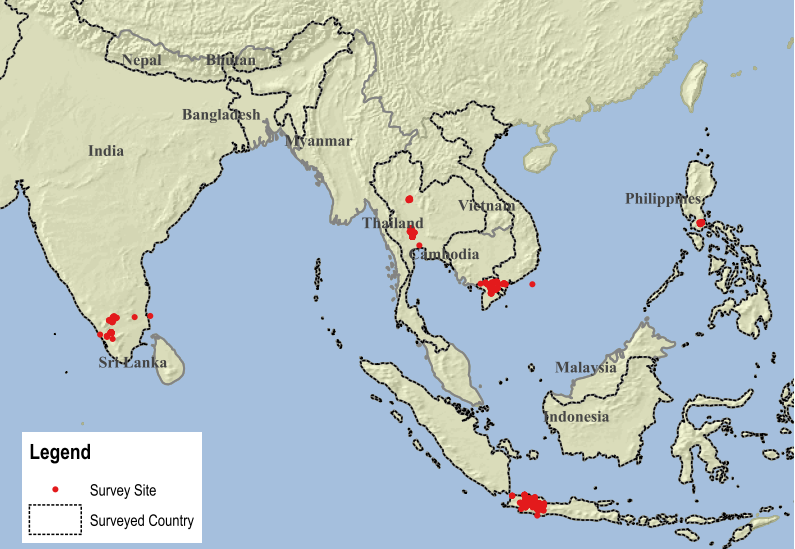 Nepal
Bhutan
Bangladesh
India
Myanmar
Philippines
Vietnam
Thailand
Cambodia
Sri Lanka
Malaysia
Indonesia
Legend
Survey Site
Surveyed Country